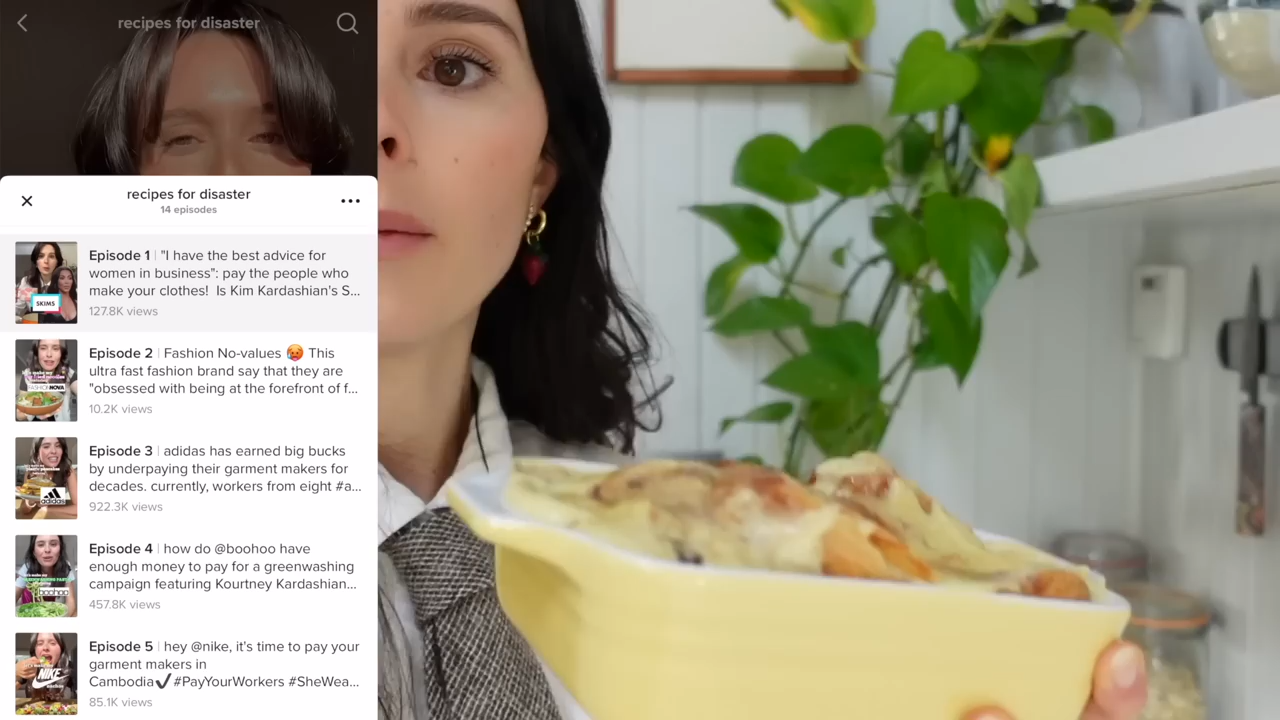 recipes for disaster
recipes for disaster
14 episodes
Episode 1 | "I have the best advice for
women in business": pay the people who
make your clothes! Is Kim Kardashian's S...
127.8K views
SKIMS
Episode 2 | Fashion No-values 🥵 This
ultra fast fashion brand say that they are
"obsessed with being at the forefront of f...
10.2K views
FASHIONNOVA
Episode 3 | adidas has earned big bucks
by underpaying their garment makers for
decades. currently, workers from eight #a...
922.3K views
adidas
Episode 4 | how do @boohoo have
enough money to pay for a greenwashing
campaign featuring Kourtney Kardashian...
457.8K views
boohoo
Episode 5 | hey @nike, it's time to pay your
garment makers in
Cambodia✔️#PayYourWorkers #SheWea...
85.1K views
NIKE